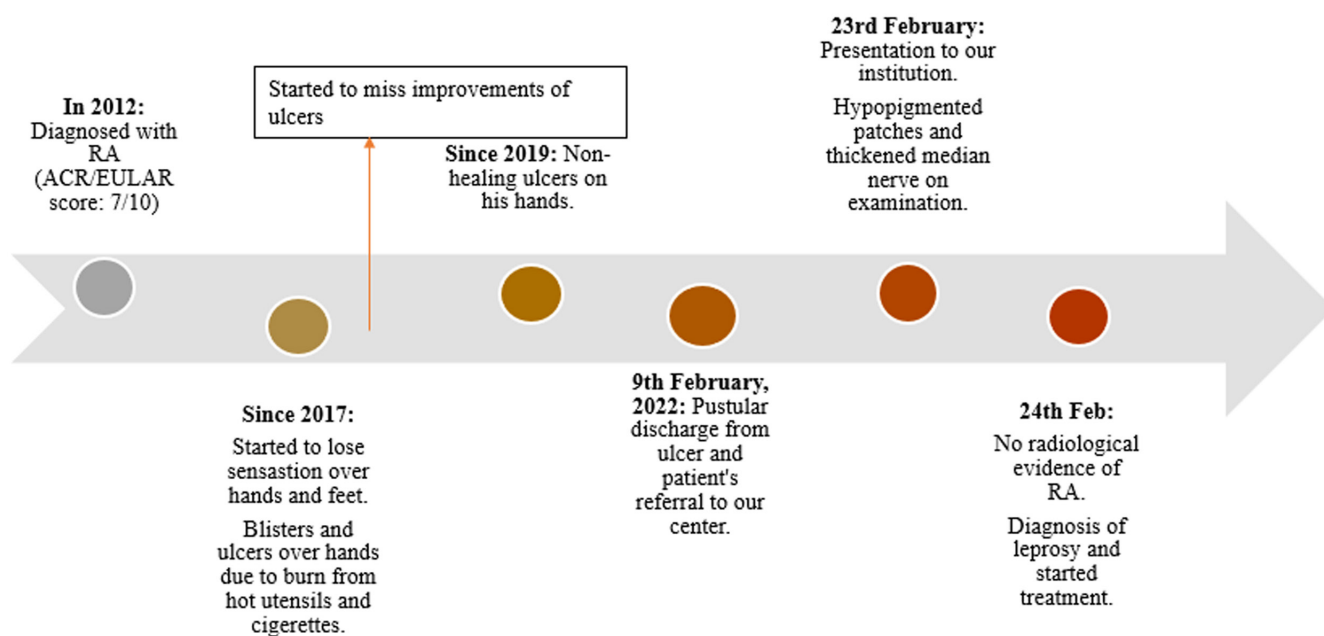 In 2012:
Diagnosed with
RA
(ACR/EULAR
score: 7/10)
Started to miss improvements of
ulcers
Since 2019: Non-
healing ulcers on
his hands.
23rd February:
Presentation to our
institution.
Hypopigmented
patches and
thickened median
nerve on
examination.
Since 2017:
Started to lose
sensastion over
hands and feet.
Blisters and
ulcers over hands
due to burn from
hot utensils and
cigerettes.
9th February,
2022: Pustular
discharge from
ulcer and
patient's
referral to our
center.
24th Feb:
No radiological
evidence of
RA.
Diagnosis of
leprosy and
started
treatment.